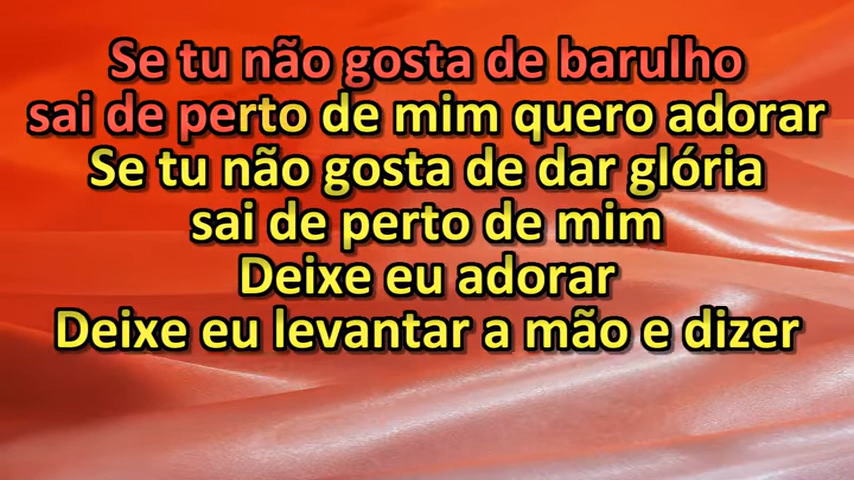 Se tu não gosta de barulho
sai de perto de mim quero adorar
Se tu não gosta de dar glória
sai de perto de mim
Deixe eu adorar
Deixe eu levantar a mão e dizer